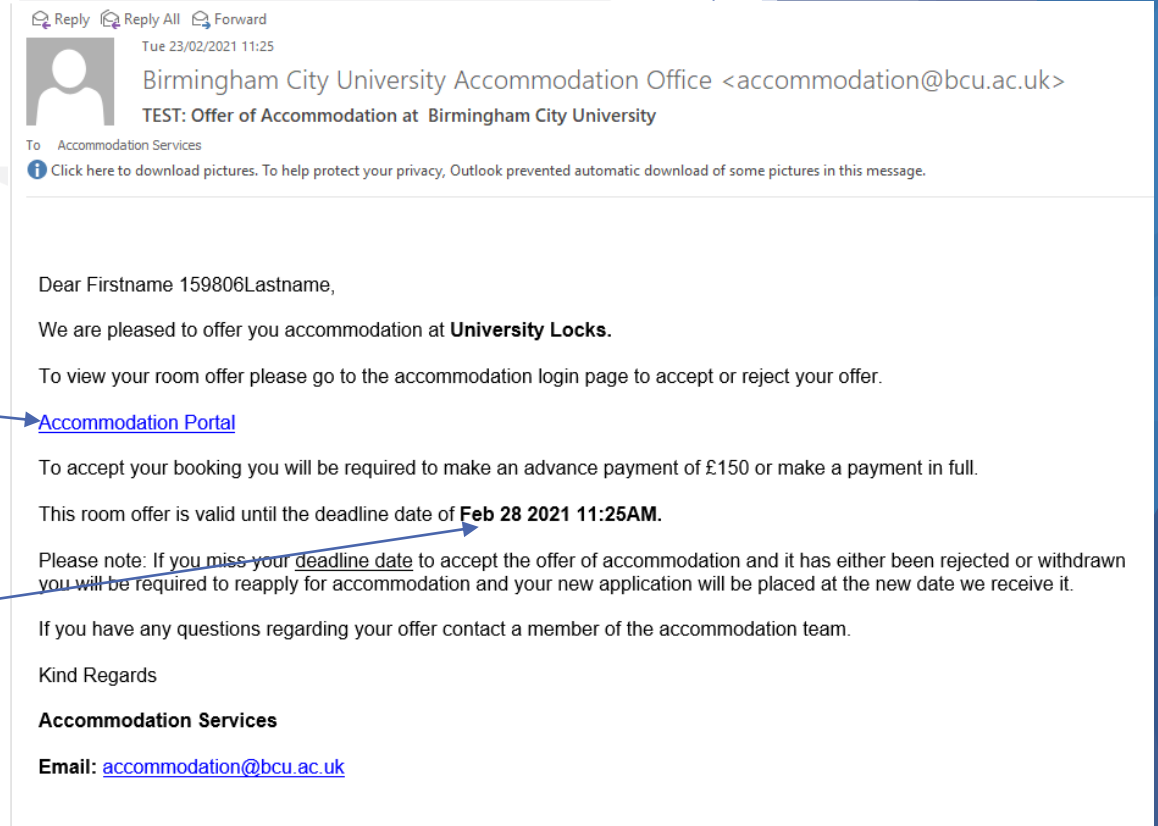 Reply Reply All Forward
Tue 23/02/2021 11:25
Birmingham City University Accommodation Office <accommodation@bcu.ac.uk>
TEST: Offer of Accommodation at Birmingham City University
To Accommodation Services
Click here to download pictures. To help protect your privacy, Outlook prevented automatic download of some pictures in this message.
Dear Firstname 159806Lastname,
We are pleased to offer you accommodation at University Locks.
To view your room offer please go to the accommodation login page to accept or reject your offer.
Accommodation Portal
To accept your booking you will be required to make an advance payment of £150 or make a payment in full.
This room offer is valid until the deadline date of Feb 28 2021 11:25AM.
Please note: If you miss your deadline date to accept the offer of accommodation and it has either been rejected or withdrawn
you will be required to reapply for accommodation and your new application will be placed at the new date we receive it.
If you have any questions regarding your offer contact a member of the accommodation team.
Kind Regards
Accommodation Services
Email: accommodation@bcu.ac.uk